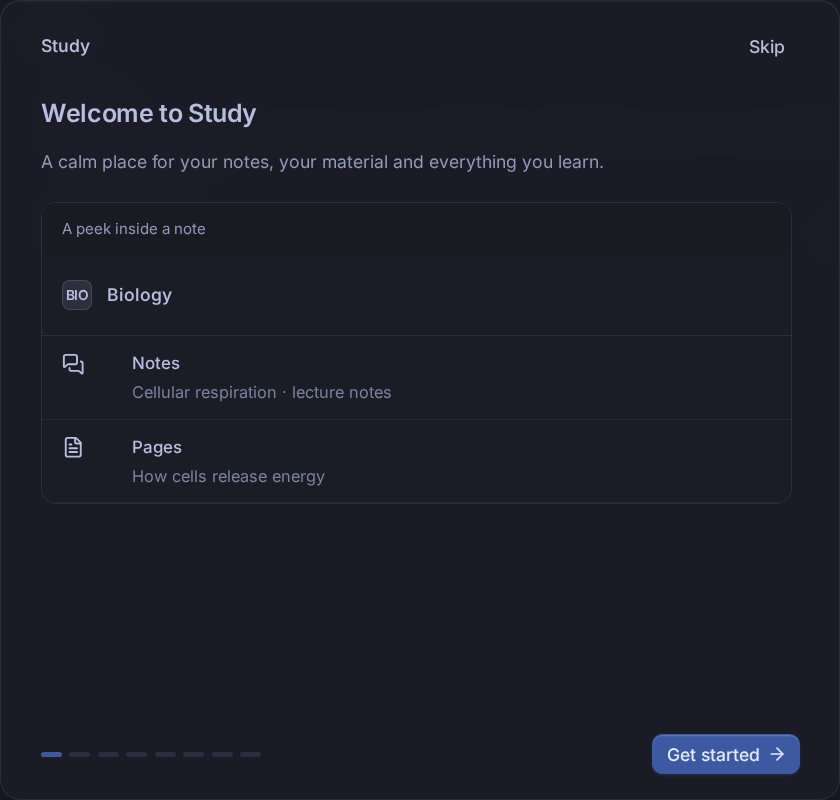 Study
Skip
Welcome to Study
A calm place for your notes, your material and everything you learn.
A peek inside a note
BIO
Biology
Notes
Cellular respiration · lecture notes
Pages
How cells release energy
Get started